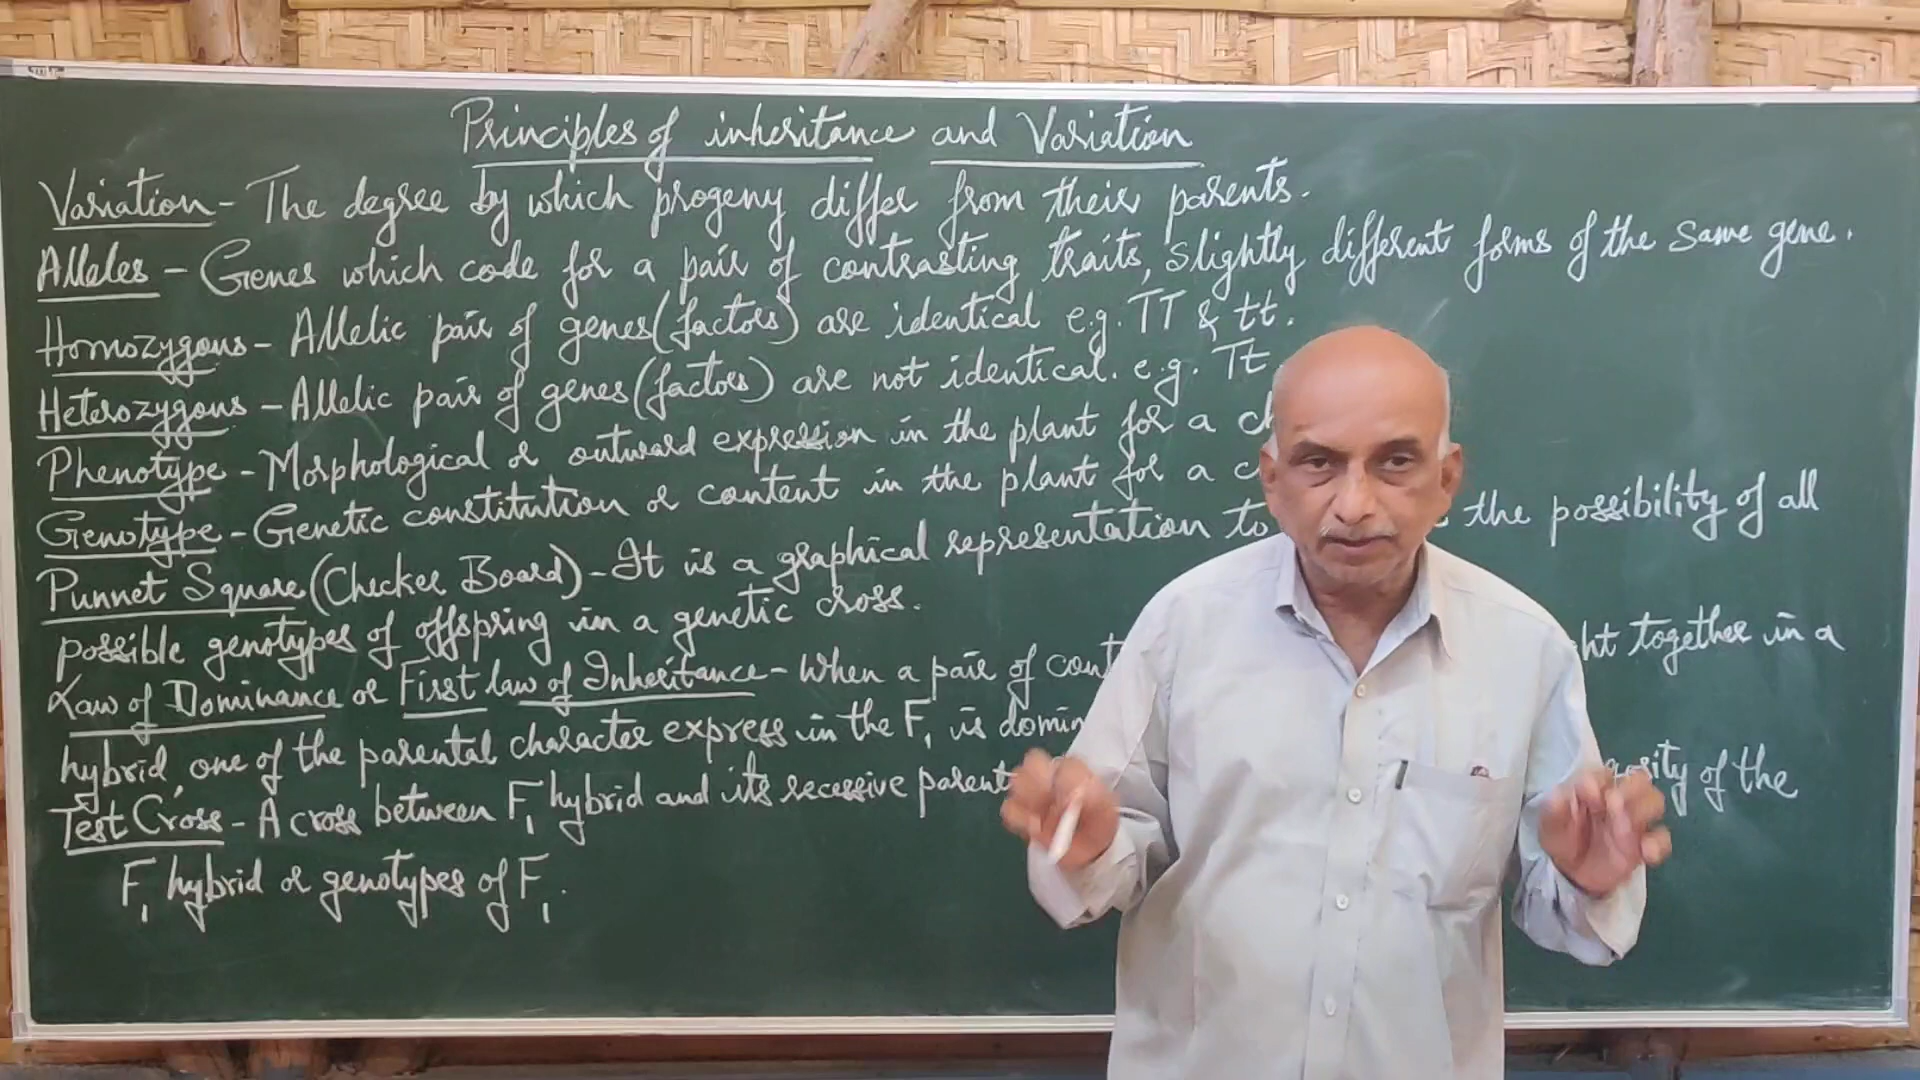 Principles of inheritance and Variation
Variation - The degree by which progeny differ from their parents.
Alleles - Genes which code for a pair of contrasting traits, slightly different forms of the same gene.
Homozygous - Allelic pair of genes (factors) are identical e.g. TT & tt.
Heterozygous - Allelic pair of genes (factors) are not identical. e.g. Tt.
Phenotype - Morphological or outward expression in the plant for a
Genotype - Genetic constitution or content in the plant for a
Punnet Square (Checker Board) - It is a graphical representation to the possibility of all
possible genotypes of offspring in a genetic cross.
Law of Dominance or First law of Inheritance - When a pair of together in a
hybrid, one of the parental character express in the F1 is
Test Cross - A cross between F1 hybrid and its recessive parent of the
F1 hybrid or genotypes of F1.